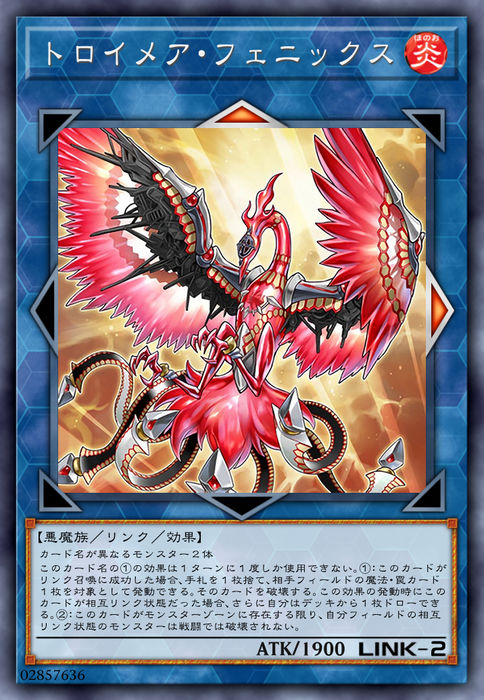 トロイメア・フェニックス
ほのお
炎
【悪魔族／リンク／効果】
カード名が異なるモンスター２体
このカード名の①の効果は１ターンに１度しか使用できない。①：このカードが
リンク召喚に成功した場合、手札を１枚捨て、相手フィールドの魔法・罠カード
１枚を対象として発動できる。そのカードを破壊する。この効果の発動時にこの
カードが相互リンク状態だった場合、さらに自分はデッキから１枚ドローでき
る。②：このカードがモンスターゾーンに存在する限り、自分フィールドの相互
リンク状態のモンスターは戦闘では破壊されない。
ATK/1900 LINK-2
02857636